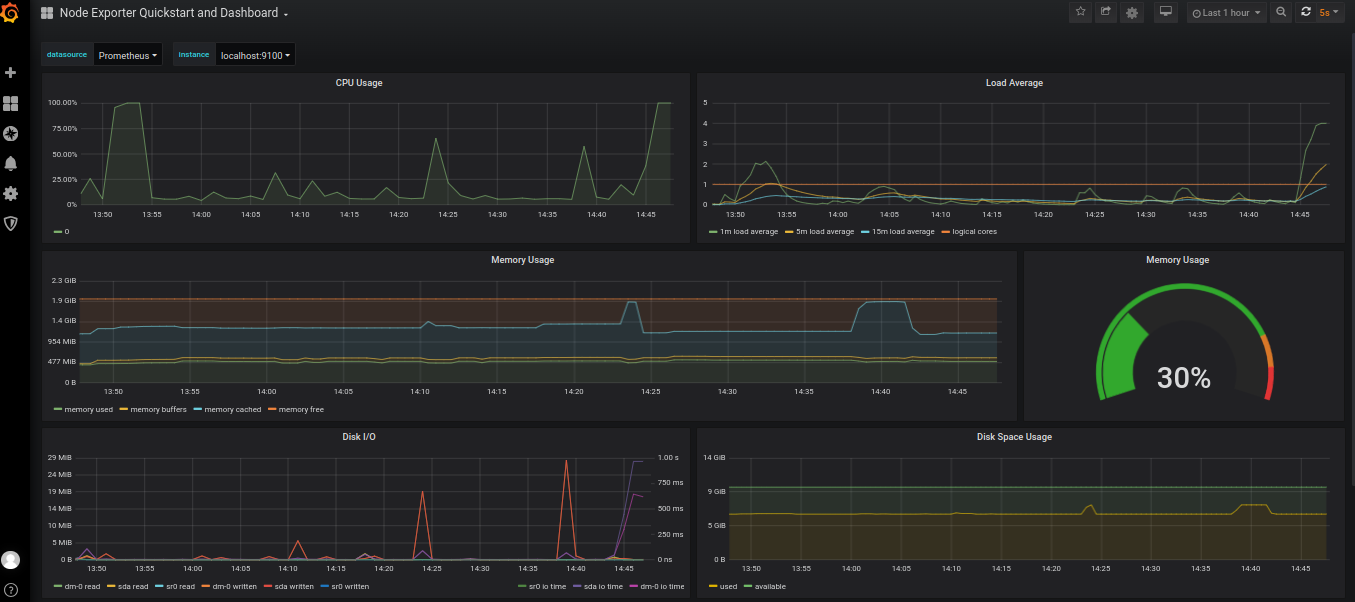 Node Exporter Quickstart and Dashboard
Last 1 hour 5s
datasource Prometheus instance localhost:9100
CPU Usage
100.00%
75.00%
50.00%
25.00%
0%
13:50 13:55 14:00 14:05 14:10 14:15 14:20 14:25 14:30 14:35 14:40 14:45
0
Load Average
5
4
3
2
1
0
13:50 13:55 14:00 14:05 14:10 14:15 14:20 14:25 14:30 14:35 14:40 14:45
1m load average 5m load average 15m load average logical cores
Memory Usage
2.3 GiB
1.9 GiB
1.4 GiB
954 MiB
477 MiB
0 B
13:50 13:55 14:00 14:05 14:10 14:15 14:20 14:25 14:30 14:35 14:40 14:45
memory used memory buffers memory cached memory free
Memory Usage
30%
Disk I/O
29 MiB 1.00 s
24 MiB 750 ms
19 MiB
14 MiB 500 ms
10 MiB
5 MiB 250 ms
0 B 0 ns
13:50 13:55 14:00 14:05 14:10 14:15 14:20 14:25 14:30 14:35 14:40 14:45
dm-0 read sda read sr0 read dm-0 written sda written sr0 written sr0 io time sda io time dm-0 io time
Disk Space Usage
14 GiB
9 GiB
5 GiB
0 B
13:50 13:55 14:00 14:05 14:10 14:15 14:20 14:25 14:30 14:35 14:40 14:45
used available